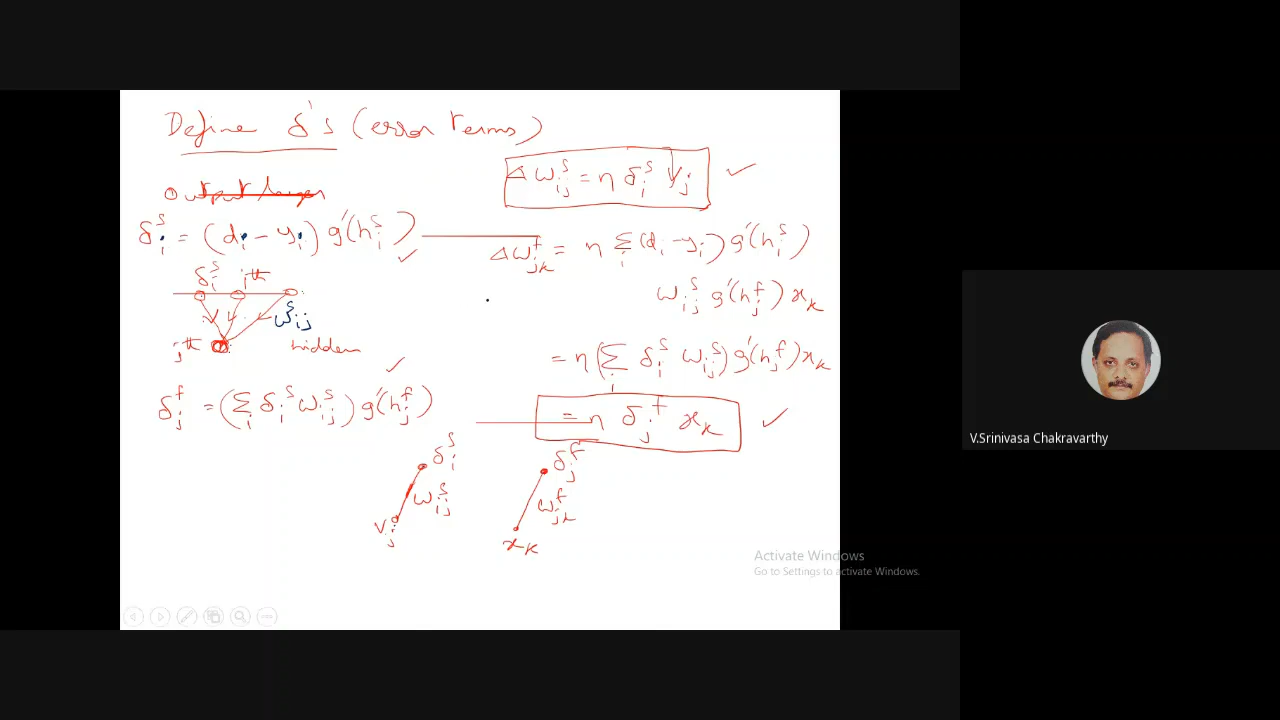 Define δ's (error terms)
Output layer
δ_i^s = (d_i - y_i) g'(h_i^s)
δ_i^s ith
w_ij^s
jth hidden
δ_j^f = (Σ_i δ_i^s w_ij^s) g'(h_j^f)
Δw_ij^s = η δ_i^s V_j
Δw_jk^f = η Σ_i (d_i - y_i) g'(h_i^s)
w_ij^s g'(h_j^f) x_k
= η (Σ_i δ_i^s w_ij^s) g'(h_j^f) x_k
= η δ_j^f x_k
δ_i^s
w_ij^s
V_j
δ_j^f
w_jk^f
x_k
V.Srinivasa Chakravarthy
Activate Windows
Go to Settings to activate Windows.